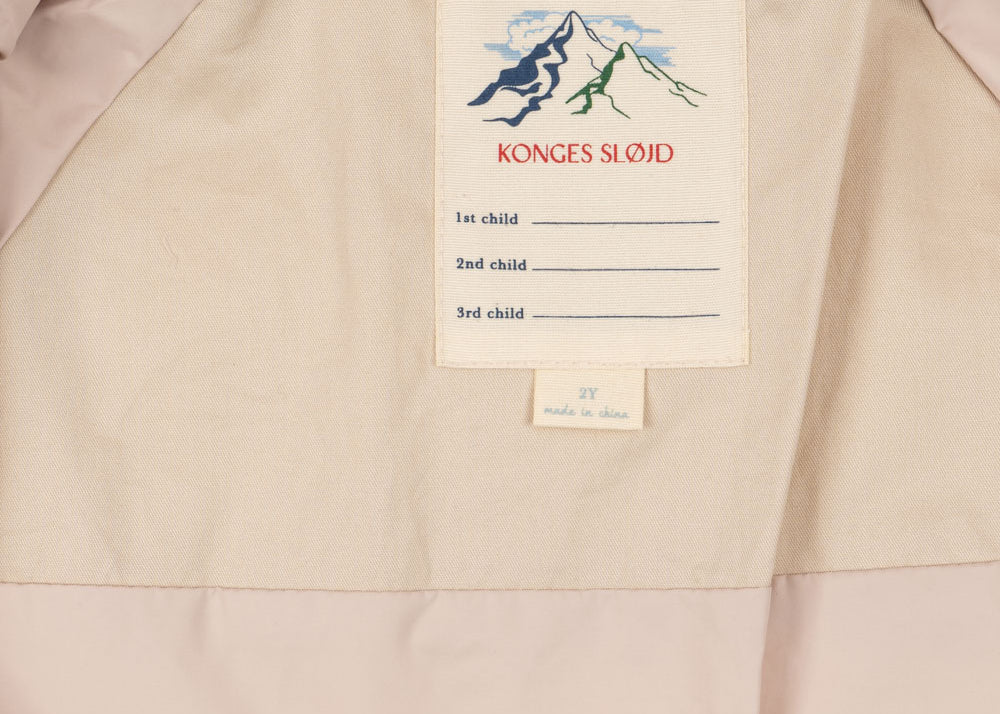 KONGES SLØJD
1st child
2nd child
3rd child
2Y
made in china